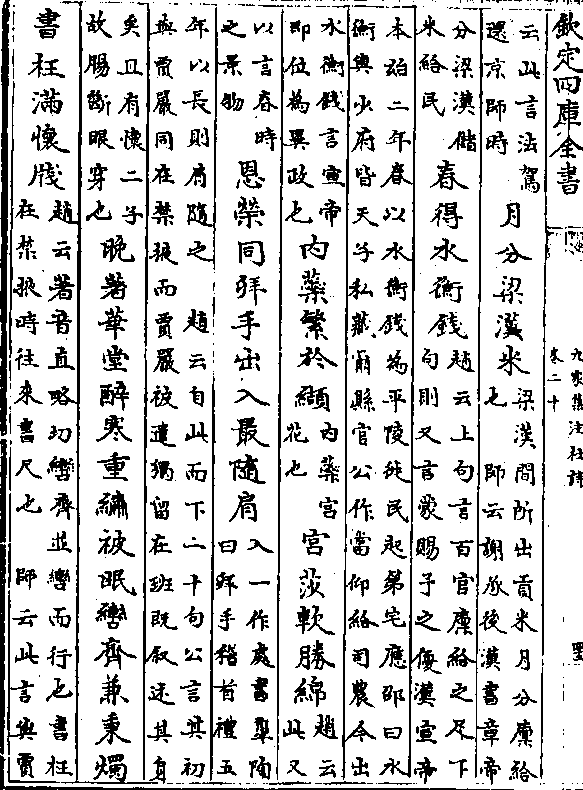 欽定四庫全書
九家集注杜詩
卷二十
四
云此言法駕
還京師時
月分梁漢米
梁漢間所出貢米月分廩給
也 師云謝承後漢書章帝
分梁漢儲
米給民
春得水衡錢
趙云上句言百官廩給之足下
句則又言蒙賜予之優漢宣帝
本始二年春以水衡錢為平陵徙民起第宅應邵曰水
衡與少府皆天子私藏爾縣官公作當仰給司農今出
水衡錢言宣帝
即位為異政也
内蘂繁於纈
内蘂宮
花也
宮莎軟勝綿
趙云
此又
以言春時
之景物
恩榮同拜手出入最隨肩
入一作處書臯陶
曰拜手稽首禮五
年以長則肩隨之 趙云自此而下二十句公言其初
與賈嚴同在禁掖而賈嚴被遣獨留在班既叙述其身
矣且有懷二子
故腸斷眼穿也
晚著華堂醉寒重繡被眠轡齊兼秉燭
書枉滿懷牋
趙云著音直略切轡齊並轡而行也書枉
在禁掖時往來書尺也 師云此言與賈